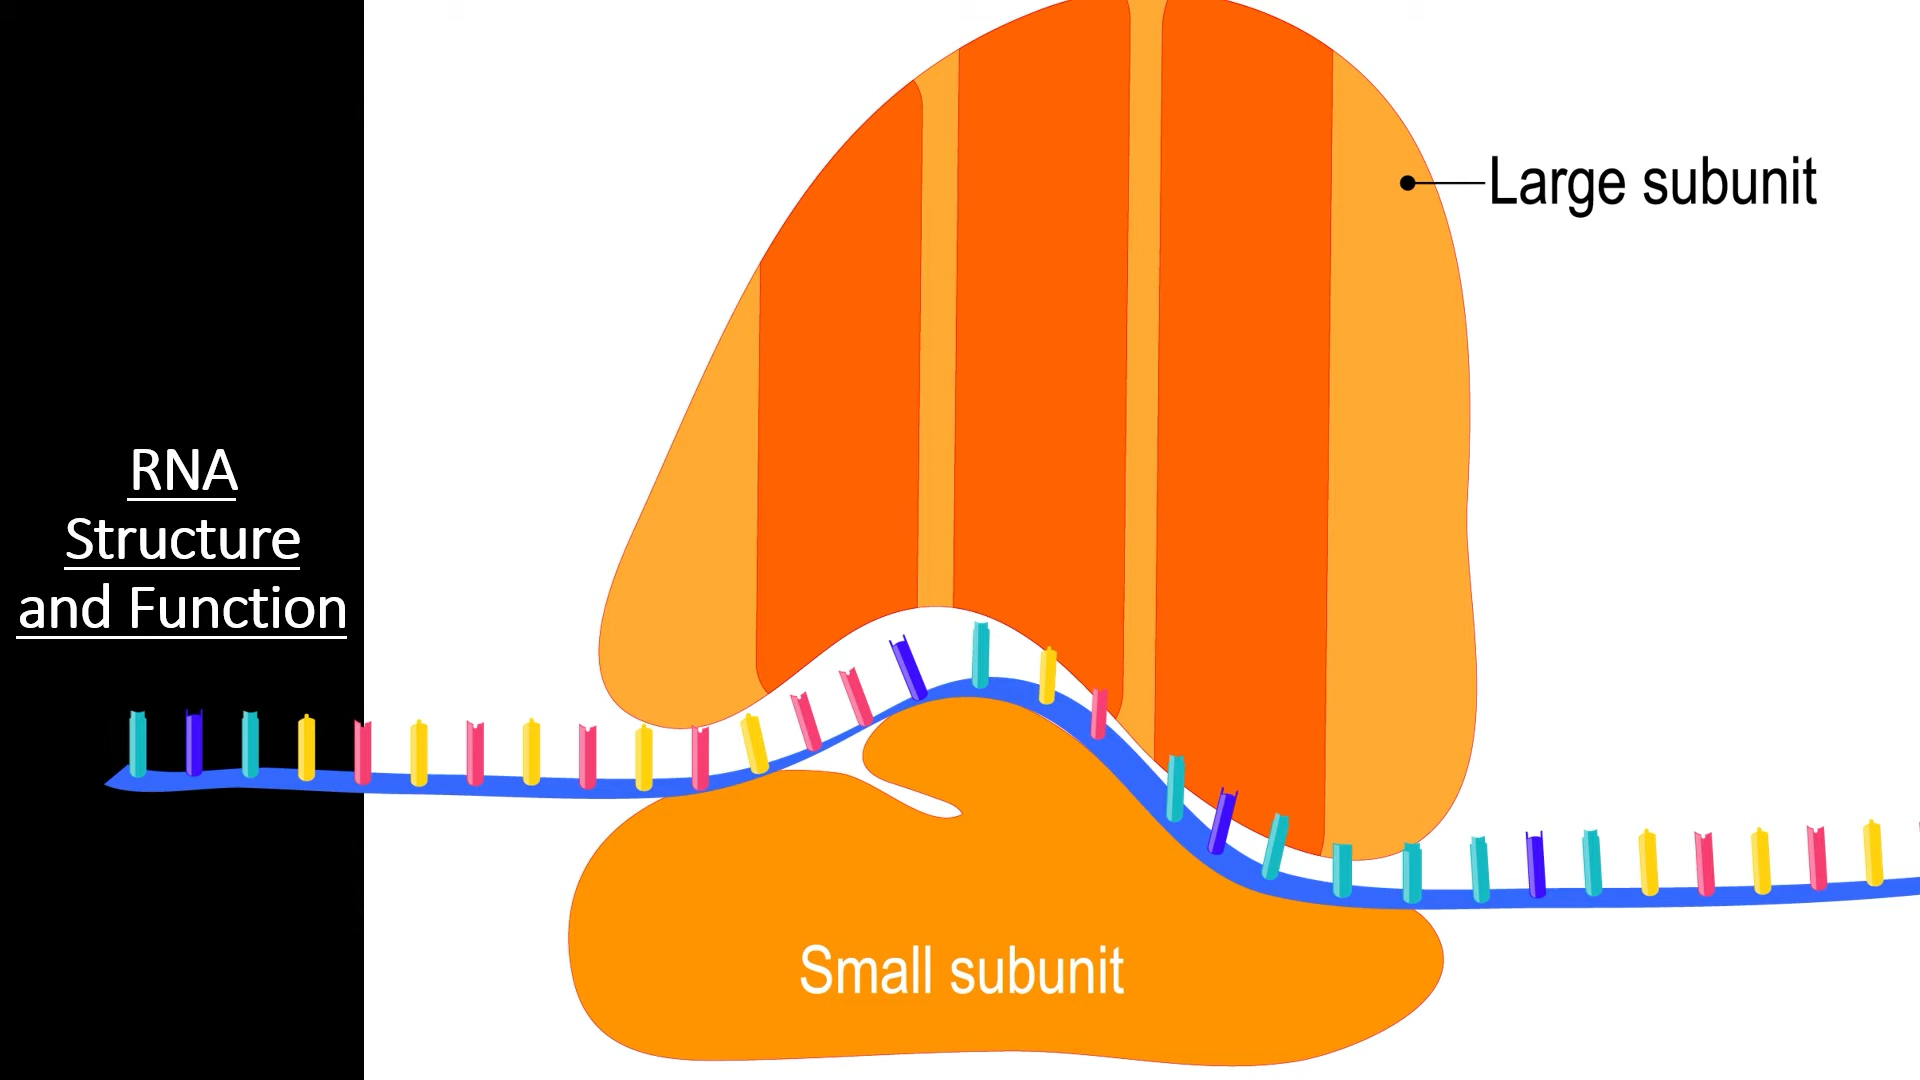 RNA
Structure
and Function
Large subunit
Small subunit